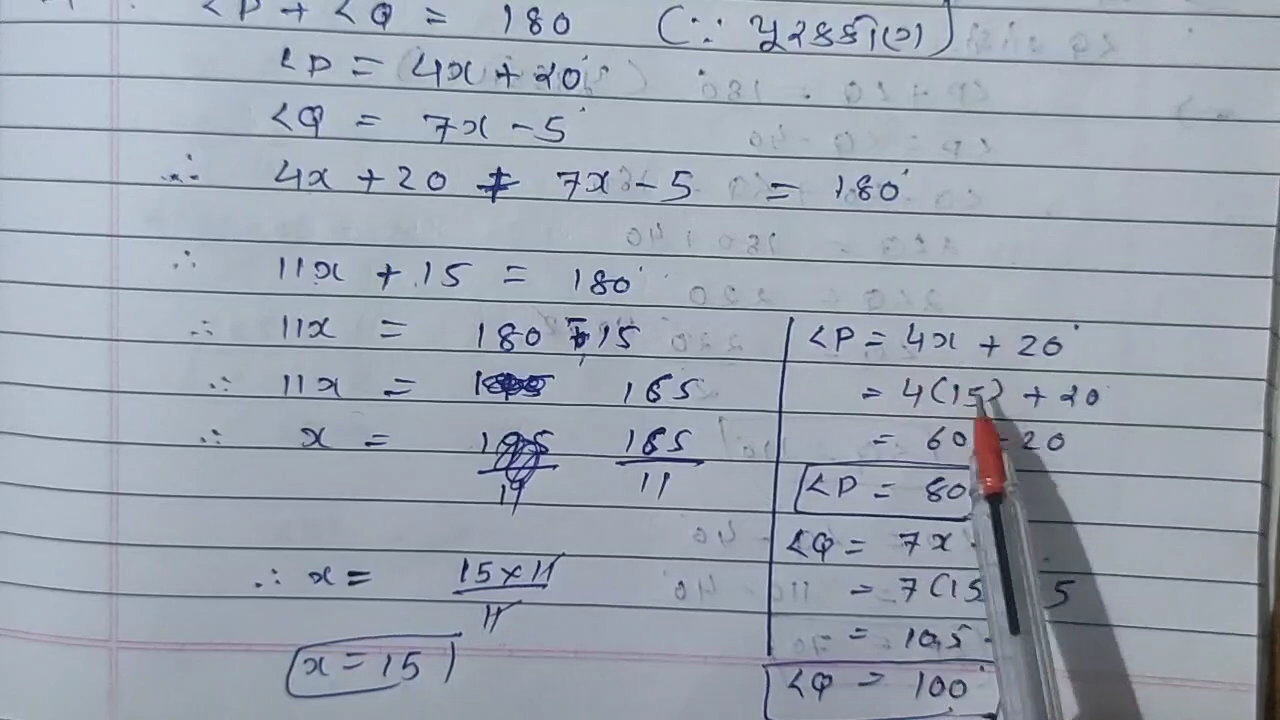 ∠P + ∠Q = 180 (∵ પુરકકોણ)
∠P = 4x + 20°
∠Q = 7x - 5°
∴ 4x + 20 + 7x - 5 = 180°
∴ 11x + 15 = 180°
∴ 11x = 180 - 15
∴ 11x = 165
∴ x = 165/11
∴ x = 15 × 11/11
x = 15
∠P = 4x + 20°
= 4(15) + 20
= 60 + 20
∠P = 80
∠Q = 7x
= 7(15 5
= 105
∠Q = 100°